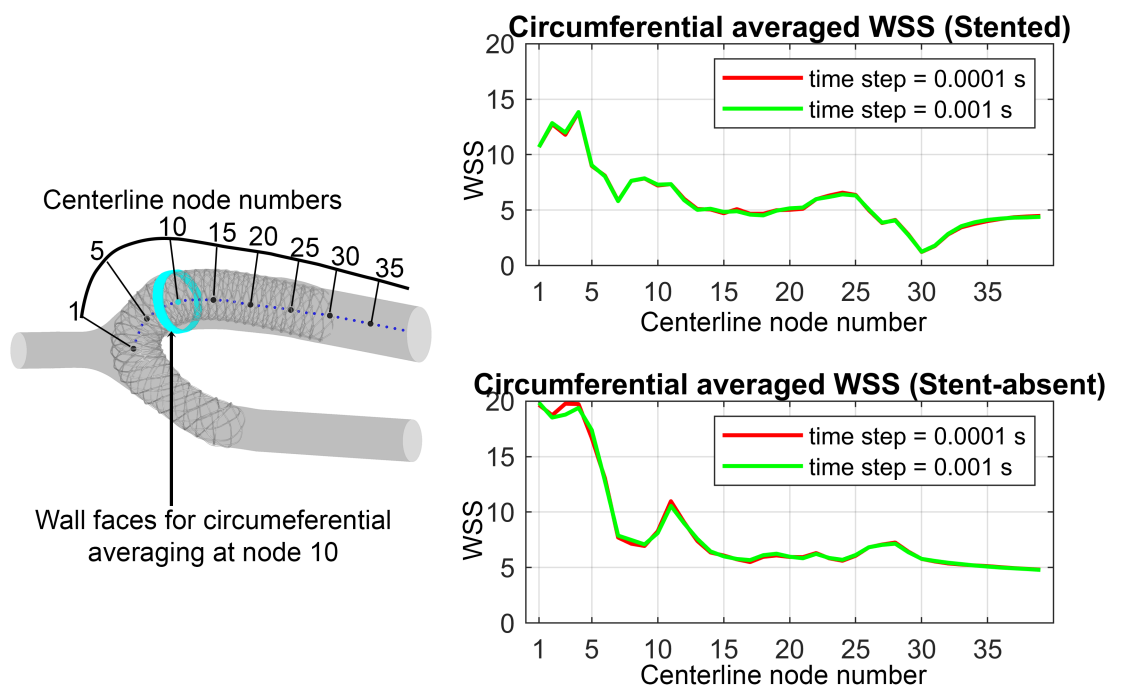 Centerline node numbers
1
5
10
15
20
25
30
35
Wall faces for circumeferential
averaging at node 10
Circumferential averaged WSS (Stented)
20
15
10
5
0
WSS
time step = 0.0001 s
time step = 0.001 s
1 5 10 15 20 25 30 35
Centerline node number
Circumferential averaged WSS (Stent-absent)
20
15
10
5
0
WSS
time step = 0.0001 s
time step = 0.001 s
1 5 10 15 20 25 30 35
Centerline node number